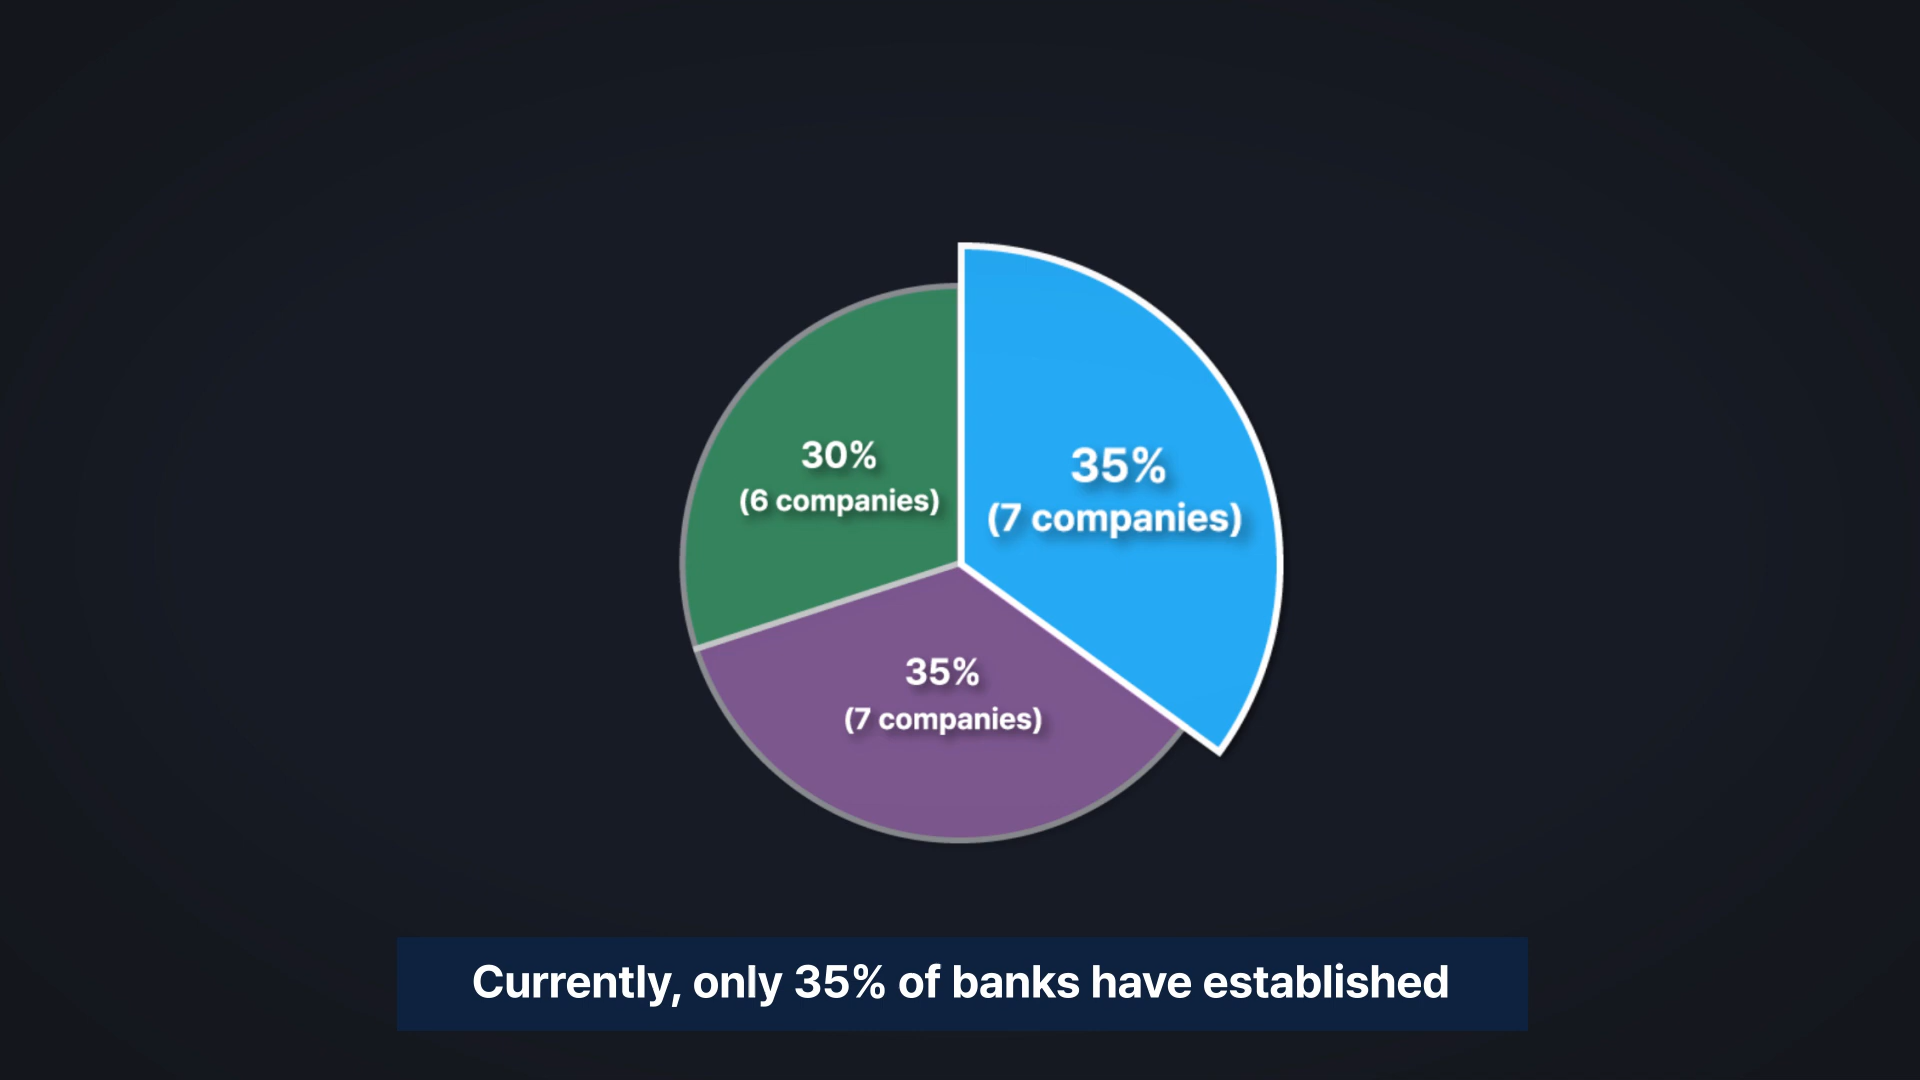 30%
(6 companies)
35%
(7 companies)
35%
(7 companies)
Currently, only 35% of banks have established